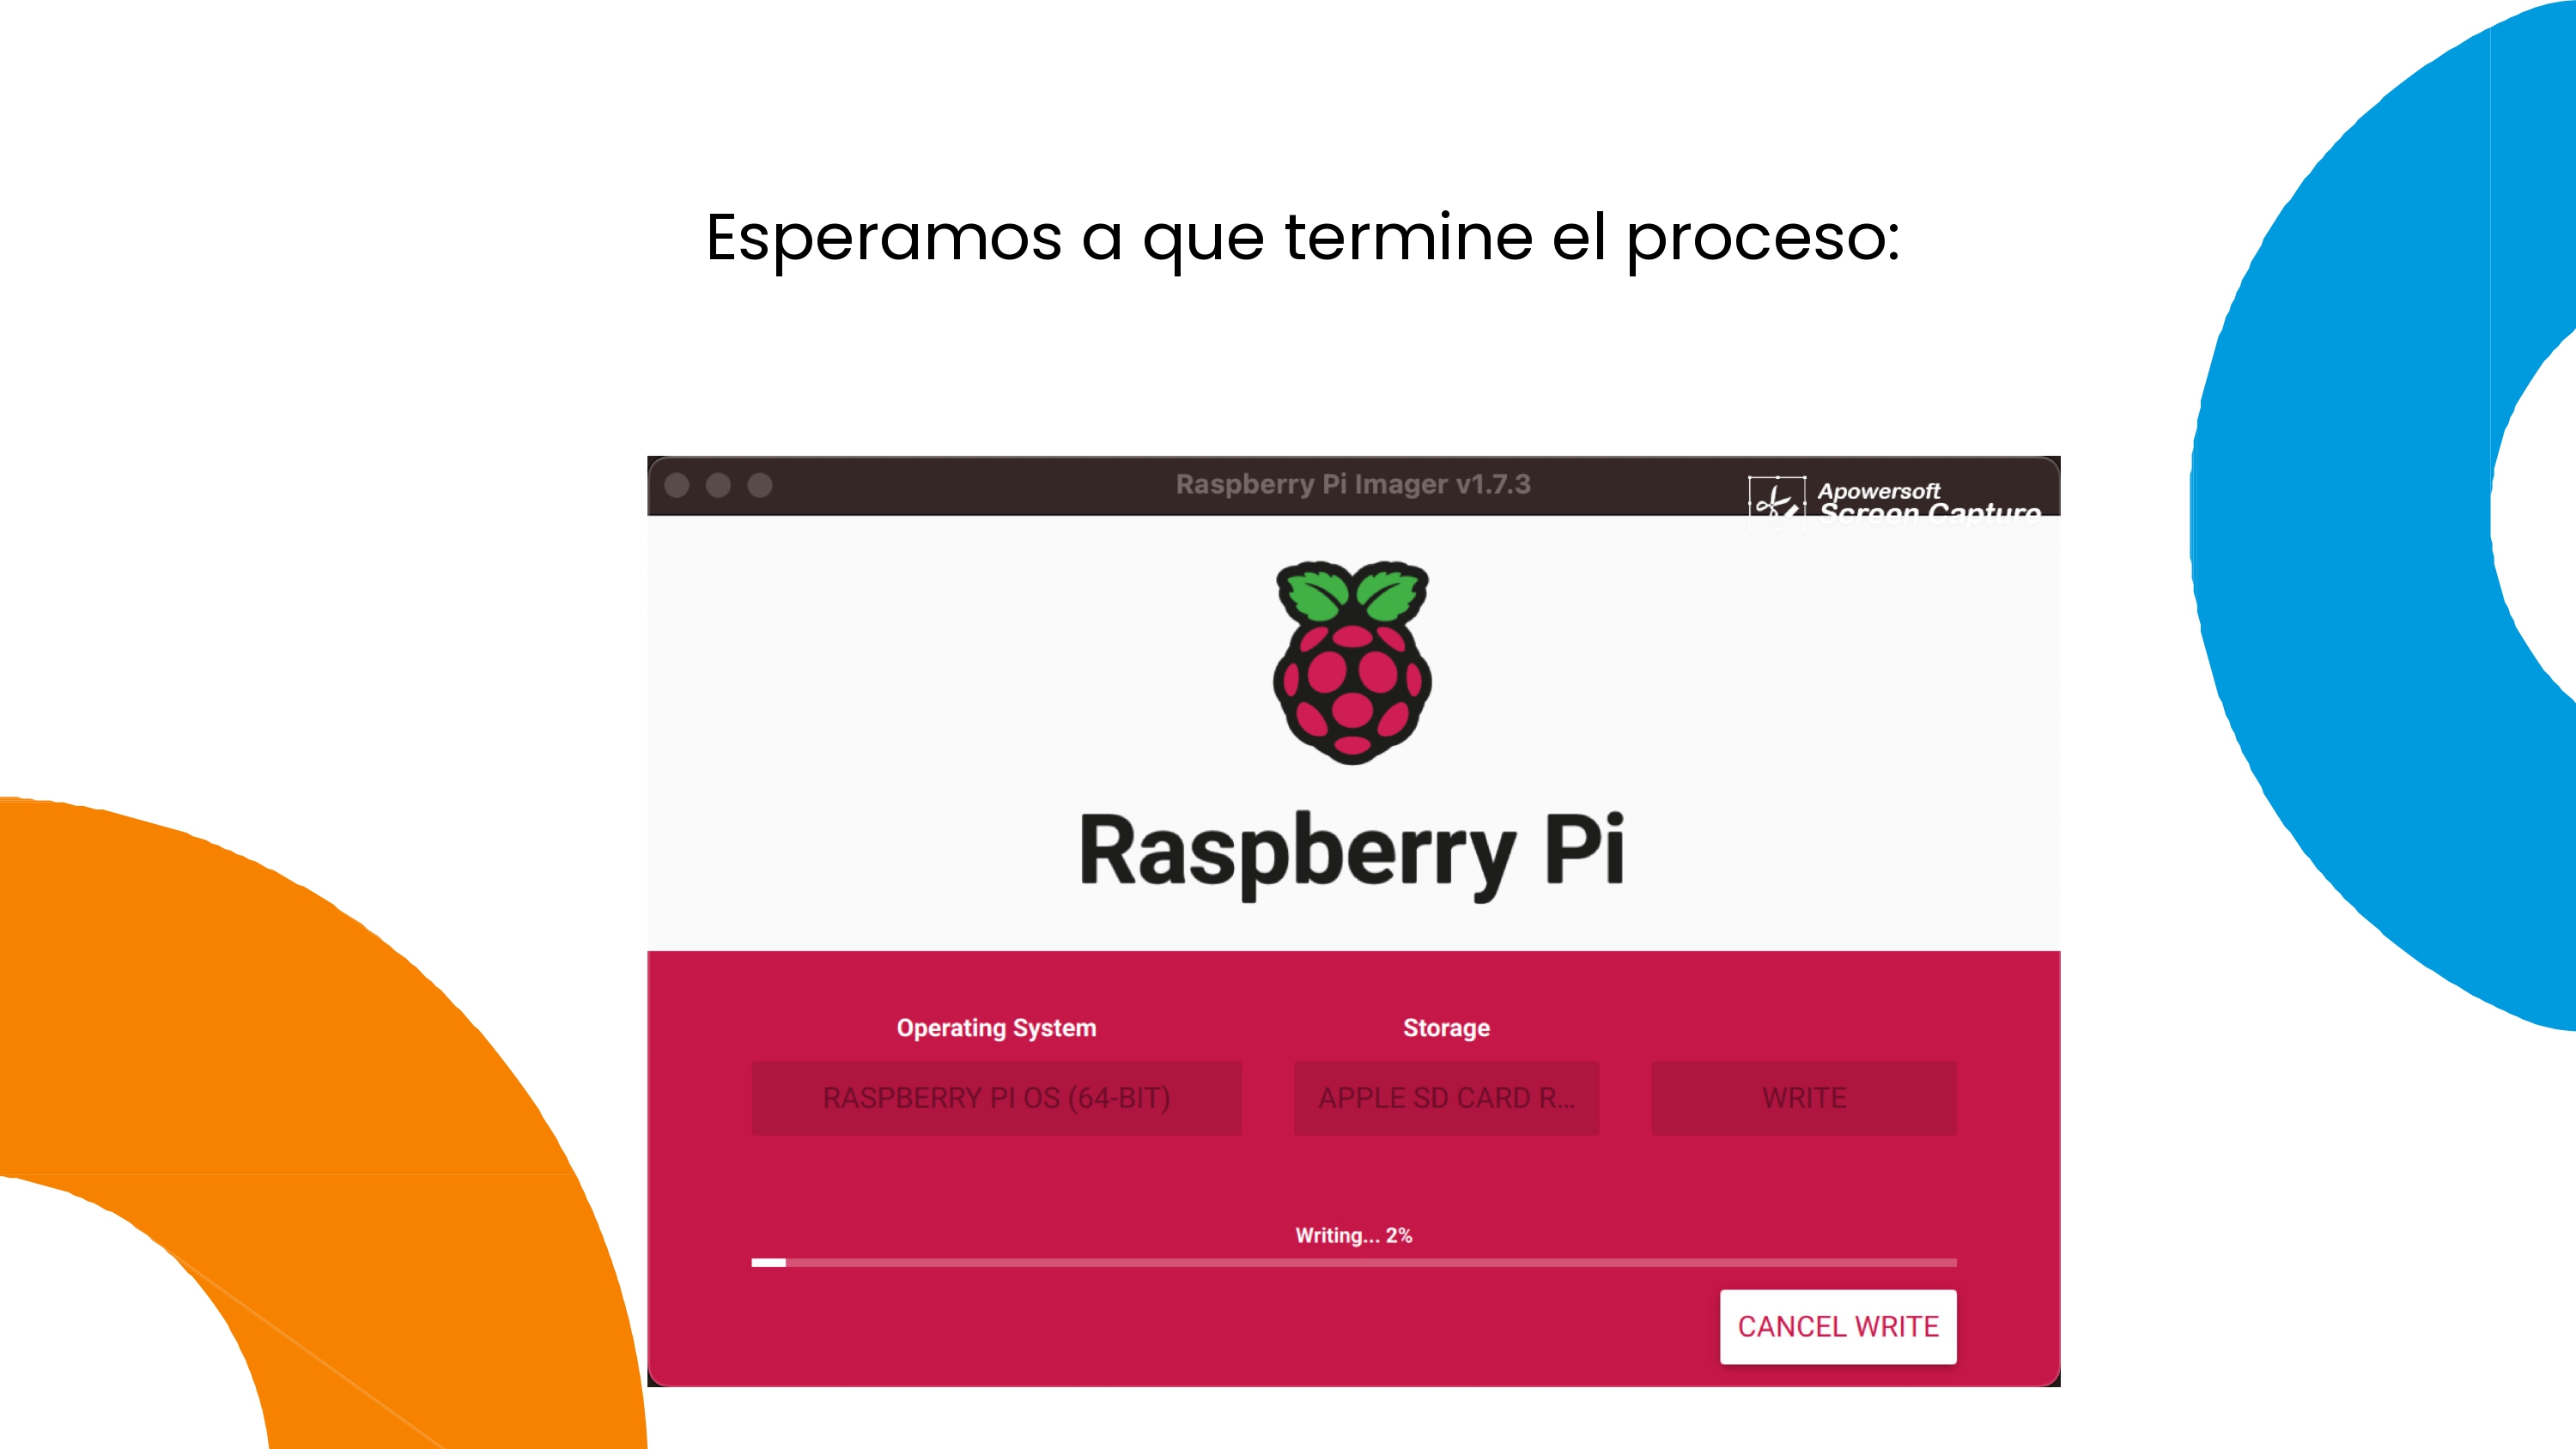 Esperamos a que termine el proceso:
Raspberry Pi Imager v1.7.3
Apowersoft
Screen Capture
Raspberry Pi
Operating System
Storage
RASPBERRY PI OS (64-BIT)
APPLE SD CARD R...
WRITE
Writing... 2%
CANCEL WRITE